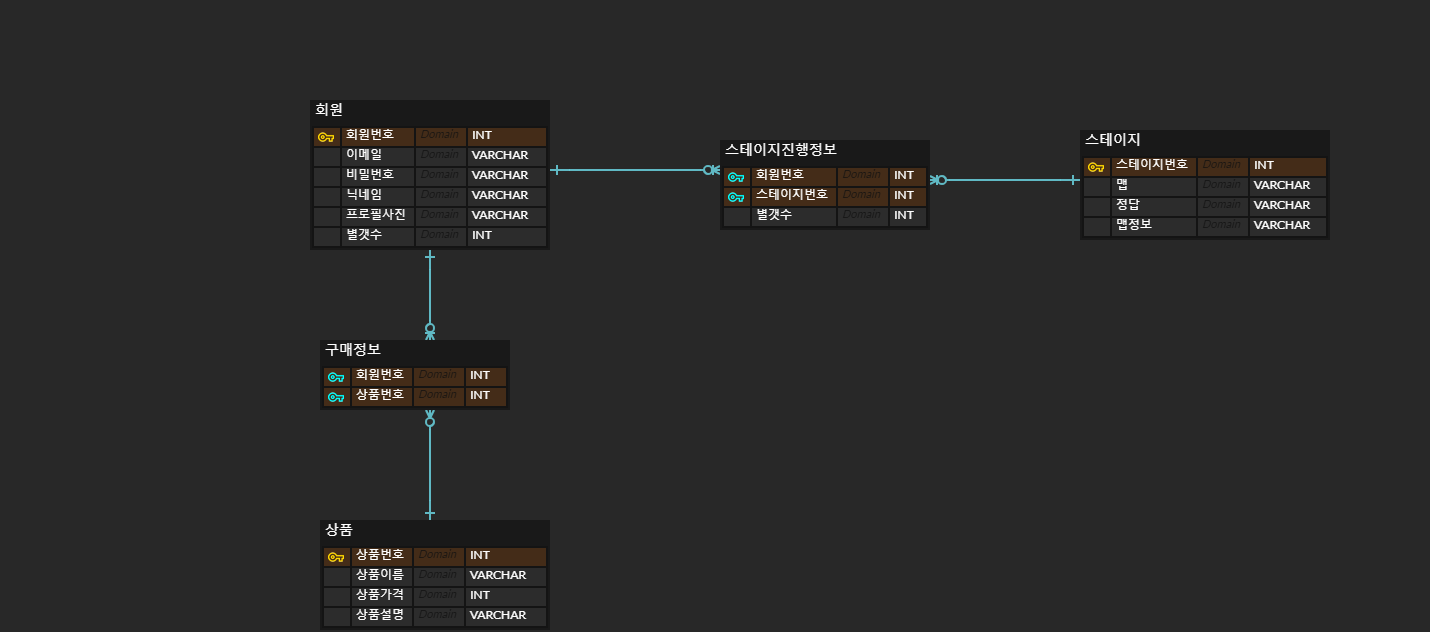 회원
회원번호 Domain INT
이메일 Domain VARCHAR
비밀번호 Domain VARCHAR
닉네임 Domain VARCHAR
프로필사진 Domain VARCHAR
별갯수 Domain INT
스테이지진행정보
회원번호 Domain INT
스테이지번호 Domain INT
별갯수 Domain INT
스테이지
스테이지번호 Domain INT
맵 Domain VARCHAR
정답 Domain VARCHAR
맵정보 Domain VARCHAR
구매정보
회원번호 Domain INT
상품번호 Domain INT
상품
상품번호 Domain INT
상품이름 Domain VARCHAR
상품가격 Domain INT
상품설명 Domain VARCHAR